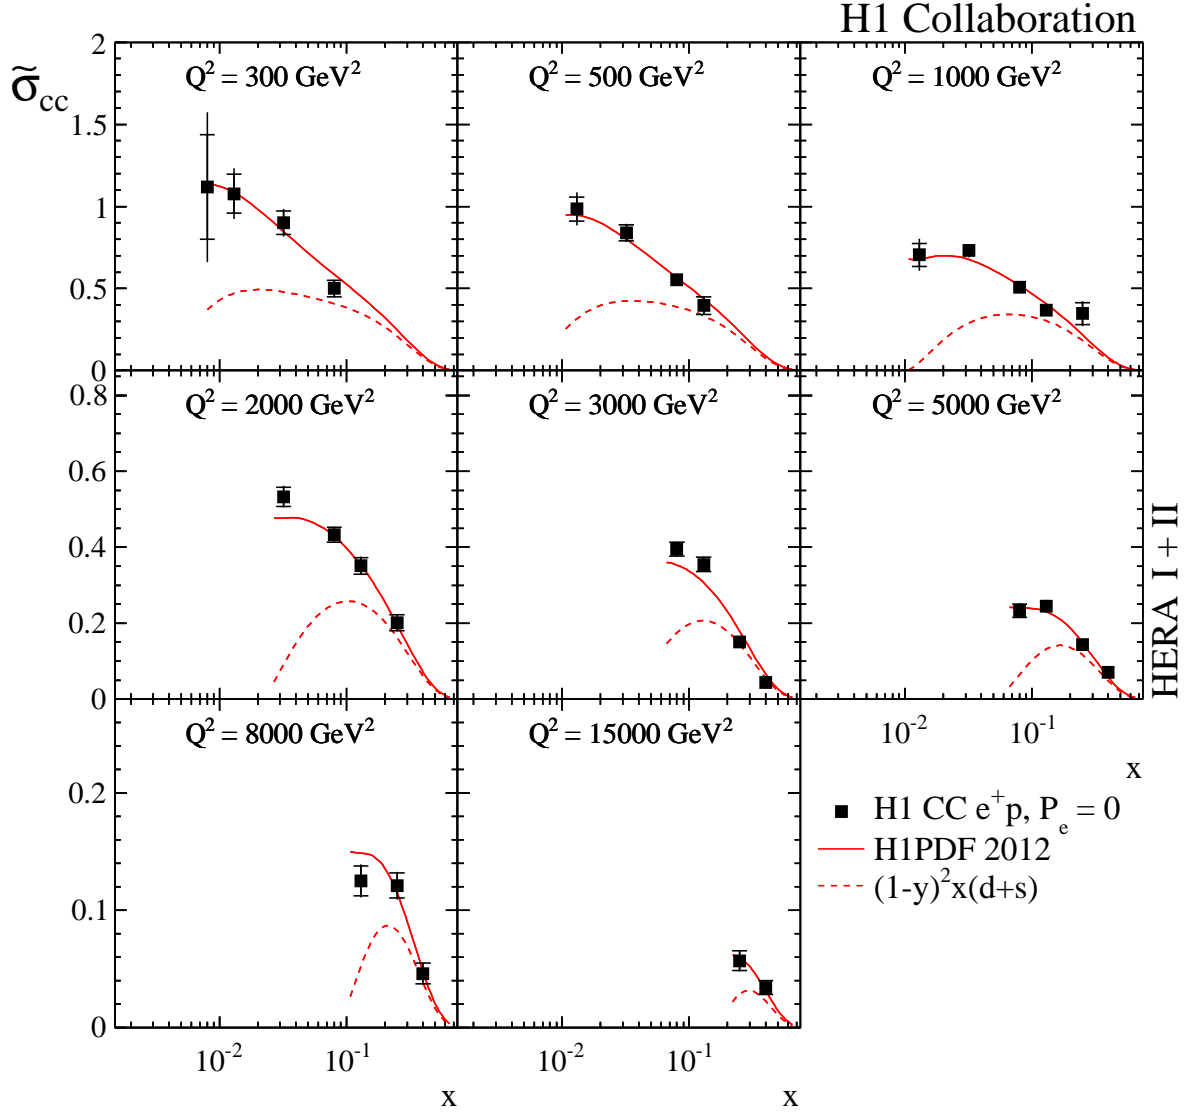 H1 Collaboration
σ̃cc
Q² = 300 GeV²
Q² = 500 GeV²
Q² = 1000 GeV²
2
1.5
1
0.5
0
Q² = 2000 GeV²
Q² = 3000 GeV²
Q² = 5000 GeV²
0.8
0.6
0.4
0.2
0
HERA I + II
10⁻² 10⁻¹
x
Q² = 8000 GeV²
Q² = 15000 GeV²
0.2
0.1
0
H1 CC e⁺p, Pₑ = 0
H1PDF 2012
(1-y)²x(d+s)
10⁻² 10⁻¹ 10⁻² 10⁻¹
x x